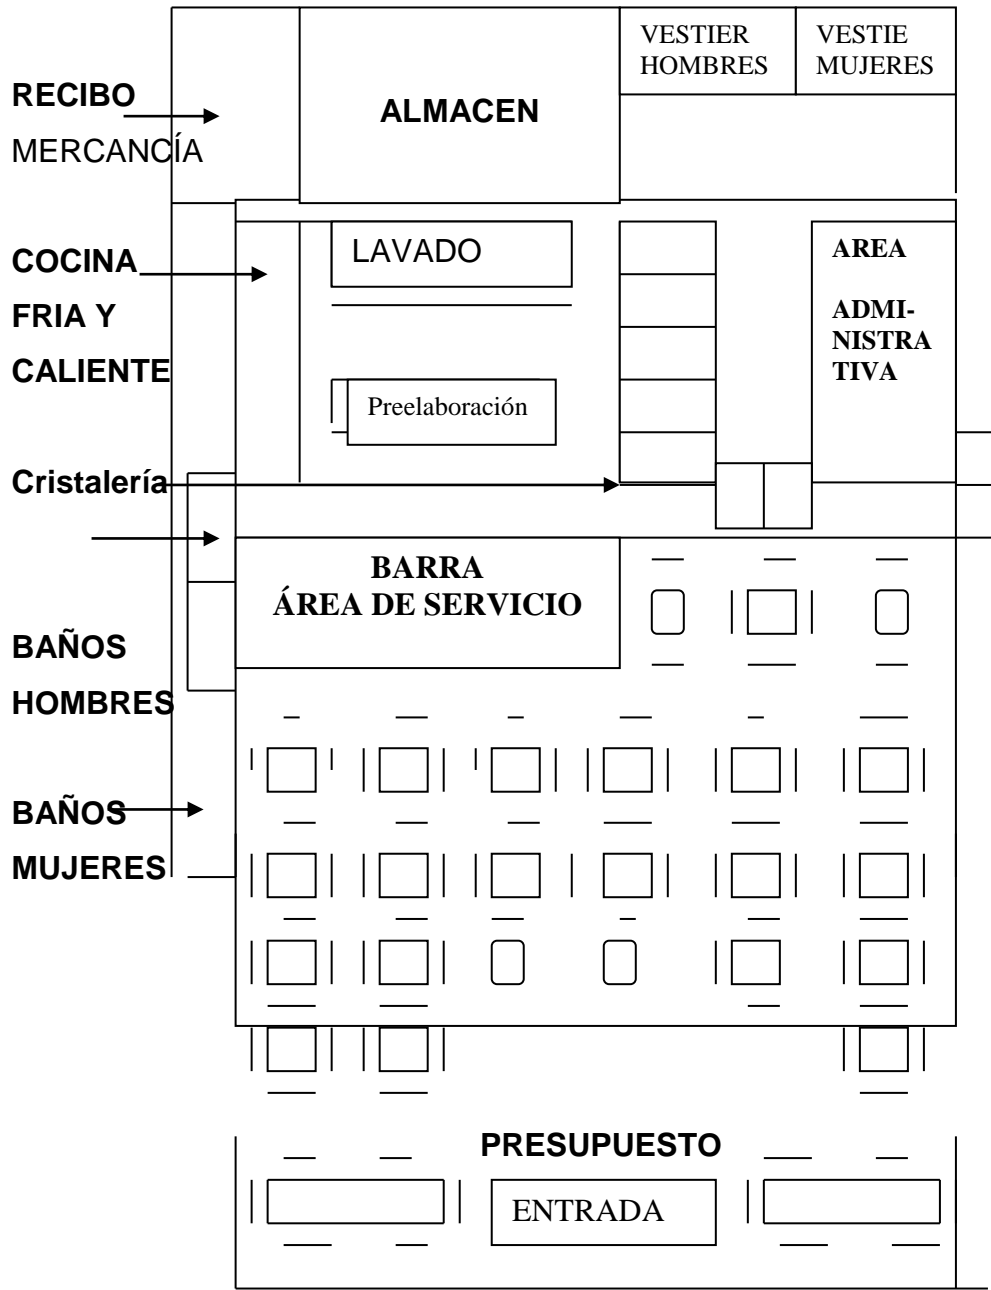 VESTIER
HOMBRES
VESTIE
MUJERES
RECIBO
MERCANCÍA
ALMACEN
COCINA
FRIA Y
CALIENTE
LAVADO
AREA
ADMI-
NISTRA
TIVA
Preelaboración
Cristalería
BARRA
ÁREA DE SERVICIO
BAÑOS
HOMBRES
BAÑOS
MUJERES
PRESUPUESTO
ENTRADA